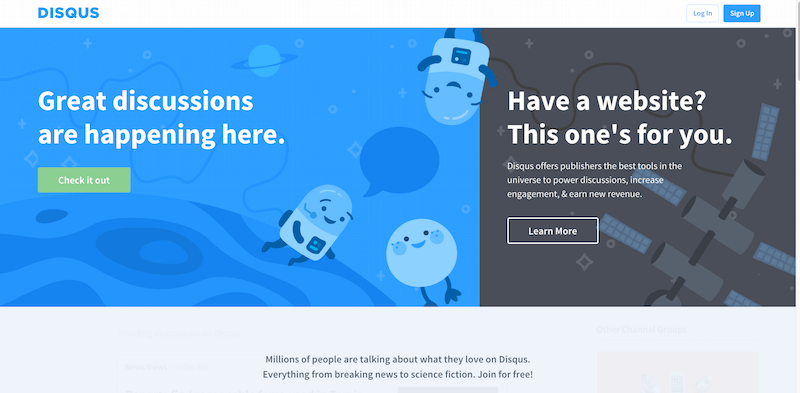 DISQUS
Log In
Sign Up
Great discussions
are happening here.
Check it out
Have a website?
This one's for you.
Disqus offers publishers the best tools in the
universe to power discussions, increase
engagement, & earn new revenue.
Learn More
Other Channel Groups
Millions of people are talking about what they love on Disqus.
Everything from breaking news to science fiction. Join for free!